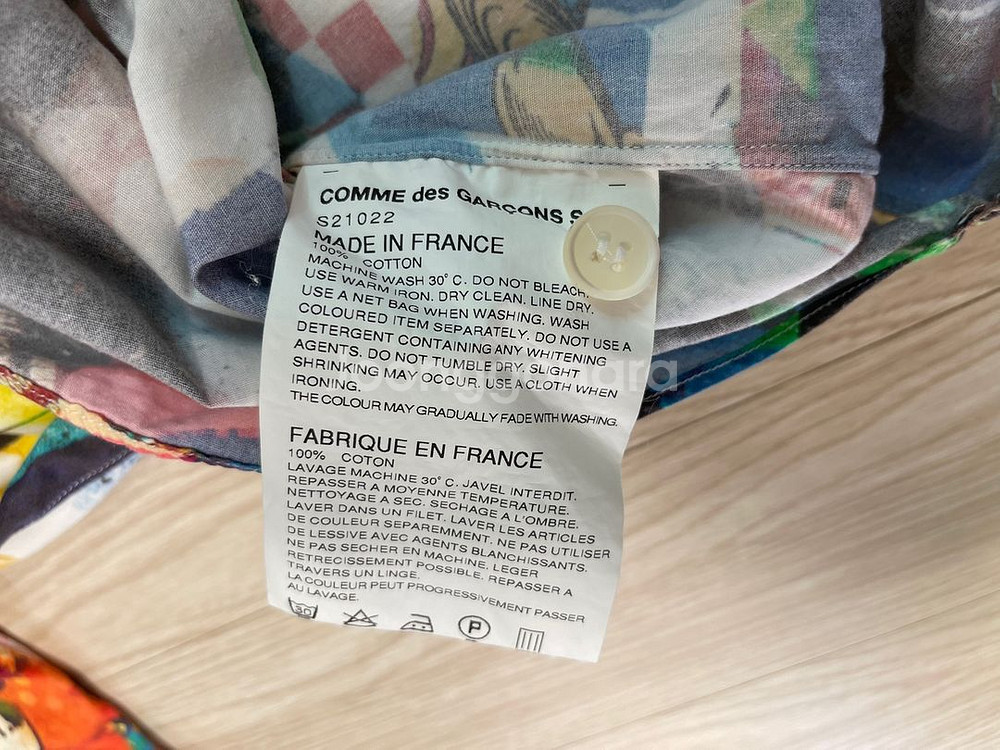 COMME des GARÇONS S
S21022
MADE IN FRANCE
100% COTTON
MACHINE WASH 30° C. DO NOT BLEACH.
USE WARM IRON. DRY CLEAN. LINE DRY.
USE A NET BAG WHEN WASHING. WASH
COLOURED ITEM SEPARATELY. DO NOT USE A
DETERGENT CONTAINING ANY WHITENING
AGENTS. DO NOT TUMBLE DRY. SLIGHT
SHRINKING MAY OCCUR. USE A CLOTH WHEN
IRONING.
THE COLOUR MAY GRADUALLY FADE WITH WASHING.
FABRIQUE EN FRANCE
100% COTON
LAVAGE MACHINE 30° C. JAVEL INTERDIT.
REPASSER A MOYENNE TEMPERATURE.
NETTOYAGE A SEC. SECHAGE A L'OMBRE.
LAVER DANS UN FILET. LAVER LES ARTICLES
DE COULEUR SEPAREMMENT. NE PAS UTILISER
DE LESSIVE AVEC AGENTS BLANCHISSANTS.
NE PAS SECHER EN MACHINE. LEGER
RETRECISSEMENT POSSIBLE. REPASSER A
TRAVERS UN LINGE.
LA COULEUR PEUT PROGRESSIVEMENT PASSER
AU LAVAGE.
30 P